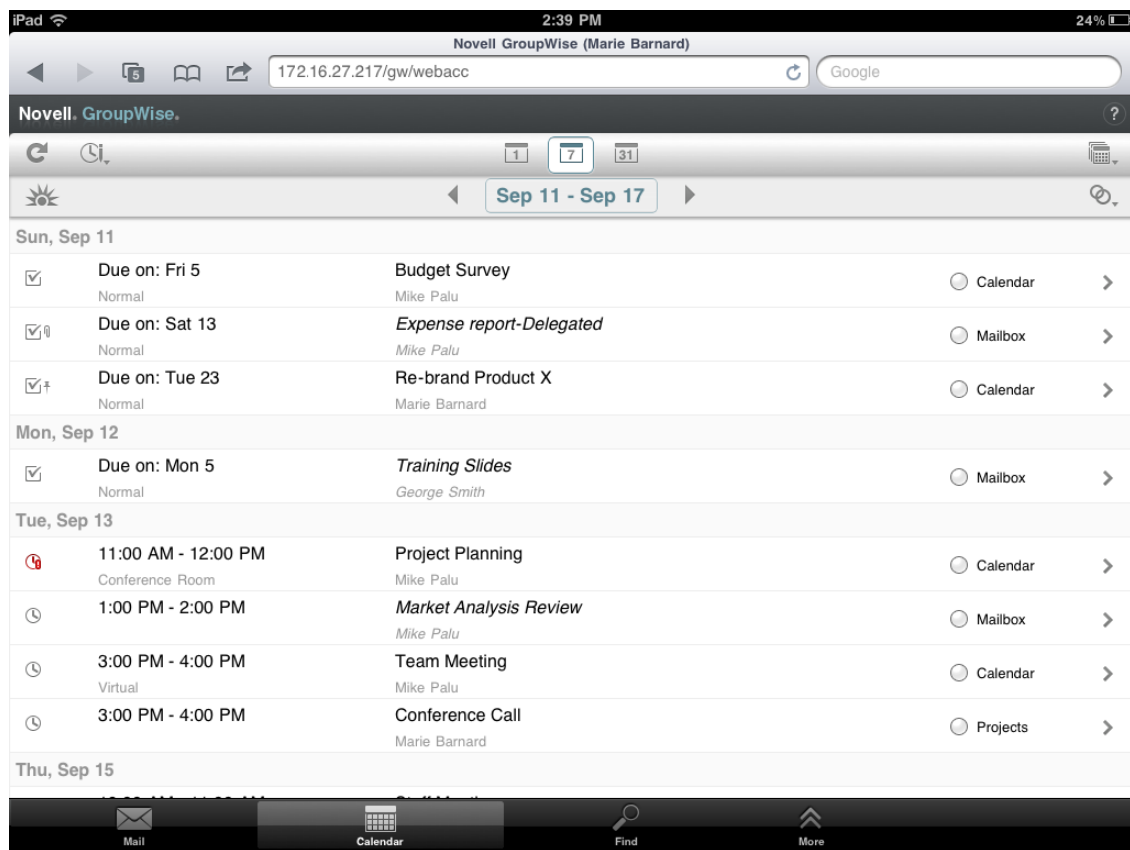 iPad 2:39 PM 24%
Novell GroupWise (Marie Barnard)
5 172.16.27.217/gw/webacc Google
Novell. GroupWise. ?
1 7 31
Sep 11 - Sep 17
Sun, Sep 11
Due on: Fri 5 Budget Survey
Normal Mike Palu
Calendar
Due on: Sat 13 Expense report-Delegated
Normal Mike Palu
Mailbox
Due on: Tue 23 Re-brand Product X
Normal Marie Barnard
Calendar
Mon, Sep 12
Due on: Mon 5 Training Slides
Normal George Smith
Mailbox
Tue, Sep 13
11:00 AM - 12:00 PM Project Planning
Conference Room Mike Palu
Calendar
1:00 PM - 2:00 PM Market Analysis Review
Mike Palu
Mailbox
3:00 PM - 4:00 PM Team Meeting
Virtual Mike Palu
Calendar
3:00 PM - 4:00 PM Conference Call
Marie Barnard
Projects
Thu, Sep 15
Mail Calendar Find More